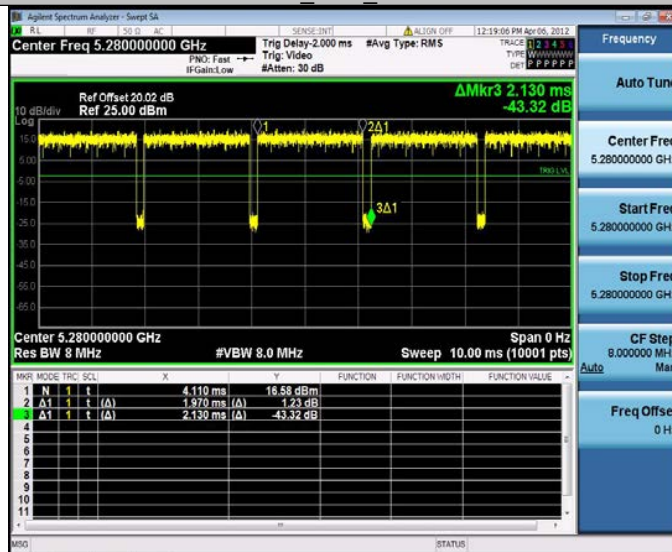 Agilent Spectrum Analyzer - Swept SA
RL RF 50 Ω AC SENSE:INT ALIGN OFF 12:19:06 PM Apr 06, 2012
Center Freq 5.280000000 GHz
PNO: Fast
IFGain:Low
Trig Delay-2.000 ms
Trig: Video
#Atten: 30 dB
#Avg Type: RMS
TRACE 1 2 3 4 5 6
TYPE WWWWWW
DET P P P P P P
ΔMkr3 2.130 ms
-43.32 dB
Ref Offset 20.02 dB
10 dB/div Ref 25.00 dBm
Log
15.0
5.00
-5.00
-15.0
-25.0
-35.0
-45.0
-55.0
-65.0
1
2Δ1
TRIG LVL
3Δ1
Center 5.280000000 GHz Span 0 Hz
Res BW 8 MHz #VBW 8.0 MHz Sweep 10.00 ms (10001 pts)
MKR MODE TRC SCL X Y FUNCTION FUNCTION WIDTH FUNCTION VALUE
1 N 1 t 4.110 ms 16.58 dBm
2 Δ1 1 t (Δ) 1.970 ms (Δ) 1.23 dB
3 Δ1 1 t (Δ) 2.130 ms (Δ) -43.32 dB
4
5
6
7
8
9
10
11
MSG STATUS
Frequency
Auto Tune
Center Freq
5.280000000 GHz
Start Freq
5.280000000 GHz
Stop Freq
5.280000000 GHz
CF Step
8.000000 MHz
Auto Man
Freq Offset
0 Hz